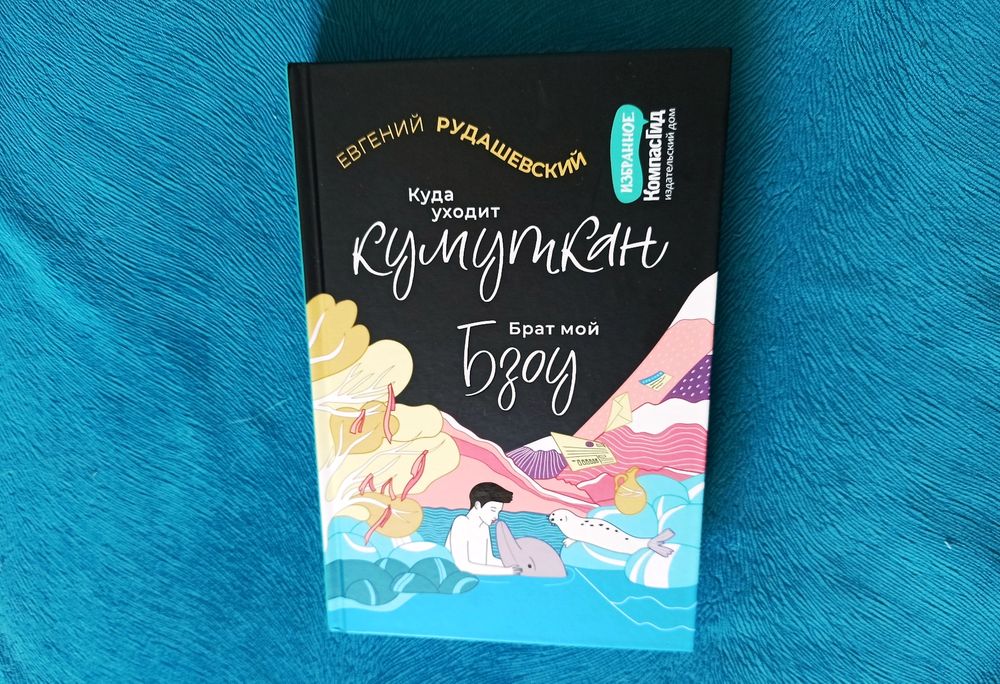 ЕВГЕНИЙ РУДАШЕВСКИЙ
ИЗБРАННОЕ
КомпасГид
издательский дом
Куда
уходит
кумуткан
Брат мой
Бзоу